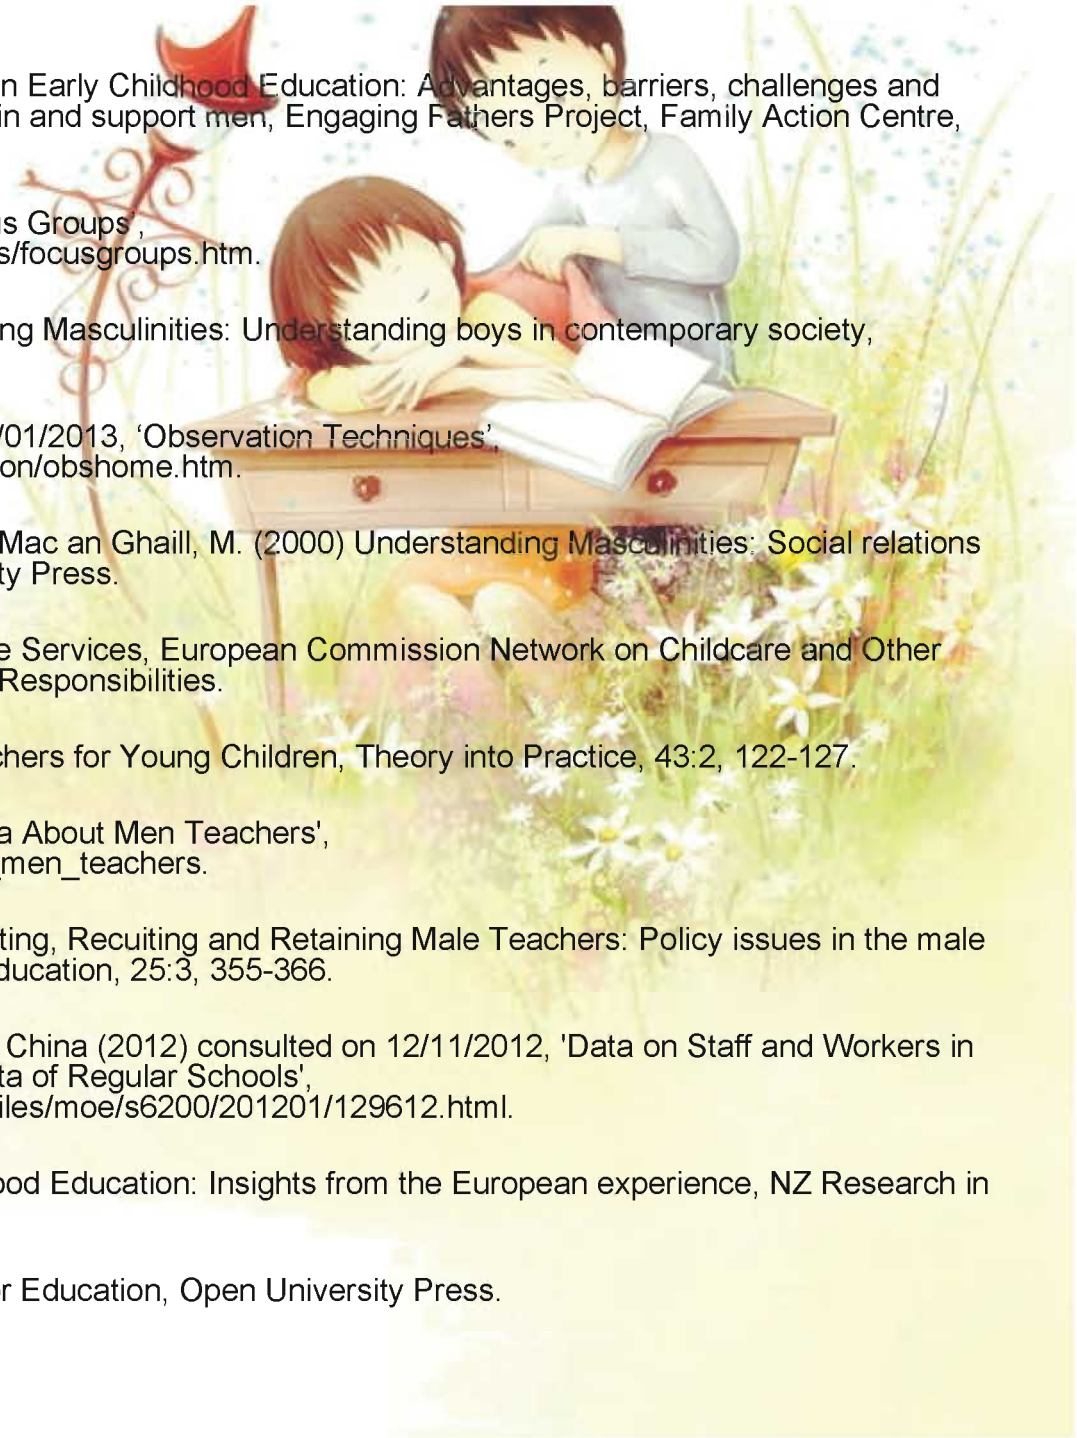 n Early Childhood Education: Advantages, barriers, challenges and
in and support men, Engaging Fathers Project, Family Action Centre,
us Groups',
s/focusgroups.htm.
ng Masculinities: Understanding boys in contemporary society,
/01/2013, ‘Observation Techniques’,
on/obshome.htm.
Mac an Ghaill, M. (2000) Understanding Masculinities: Social relations
ty Press.
e Services, European Commission Network on Childcare and Other
Responsibilities.
chers for Young Children, Theory into Practice, 43:2, 122-127.
a About Men Teachers',
_men_teachers.
ting, Recuiting and Retaining Male Teachers: Policy issues in the male
ducation, 25:3, 355-366.
China (2012) consulted on 12/11/2012, 'Data on Staff and Workers in
ta of Regular Schools',
iles/moe/s6200/201201/129612.html.
ood Education: Insights from the European experience, NZ Research in
or Education, Open University Press.